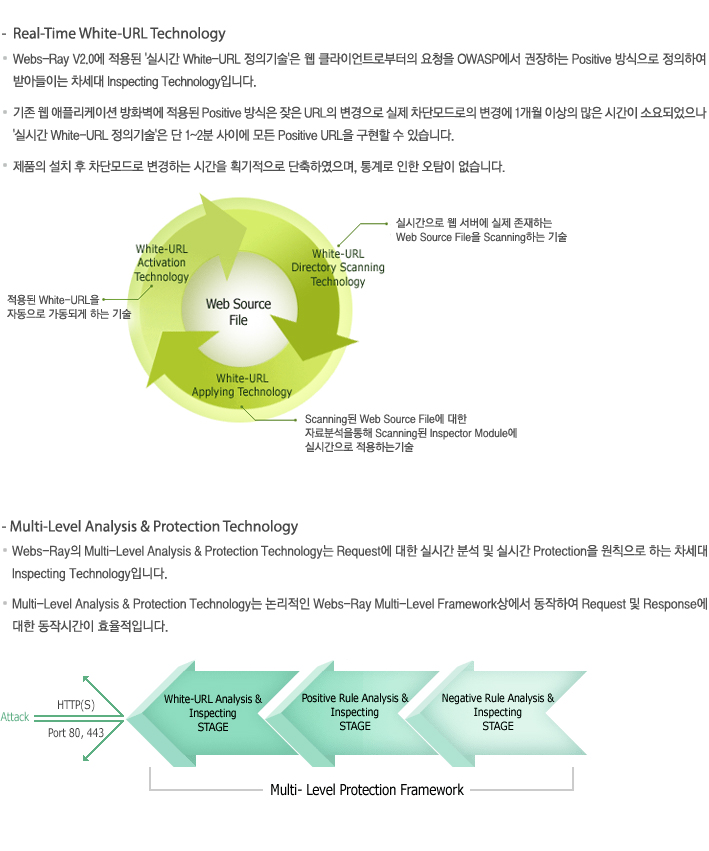 - Real-Time White-URL Technology
Webs-Ray V2.0에 적용된 '실시간 White-URL 정의기술'은 웹 클라이언트로부터의 요청을 OWASP에서 권장하는 Positive 방식으로 정의하여
받아들이는 차세대 Inspecting Technology입니다.
기존 웹 애플리케이션 방화벽에 적용된 Positive 방식은 잦은 URL의 변경으로 실제 차단모드로의 변경에 1개월 이상의 많은 시간이 소요되었으나
'실시간 White-URL 정의기술'은 단 1~2분 사이에 모든 Positive URL을 구현할 수 있습니다.
제품의 설치 후 차단모드로 변경하는 시간을 획기적으로 단축하였으며, 통계로 인한 오탐이 없습니다.
실시간으로 웹 서버에 실제 존재하는
Web Source File을 Scanning하는 기술
White-URL
Activation
Technology
White-URL
Directory Scanning
Technology
적용된 White-URL을
자동으로 가동되게 하는 기술
Web Source
File
White-URL
Applying Technology
Scanning된 Web Source File에 대한
자료분석을통해 Scanning된 Inspector Module에
실시간으로 적용하는기술
- Multi-Level Analysis & Protection Technology
Webs-Ray의 Multi-Level Analysis & Protection Technology는 Request에 대한 실시간 분석 및 실시간 Protection을 원칙으로 하는 차세대
Inspecting Technology입니다.
Multi-Level Analysis & Protection Technology는 논리적인 Webs-Ray Multi-Level Framework상에서 동작하여 Request 및 Response에
대한 동작시간이 효율적입니다.
Attack
HTTP(S)
Port 80, 443
White-URL Analysis &
Inspecting
STAGE
Positive Rule Analysis &
Inspecting
STAGE
Negative Rule Analysis &
Inspecting
STAGE
Multi- Level Protection Framework